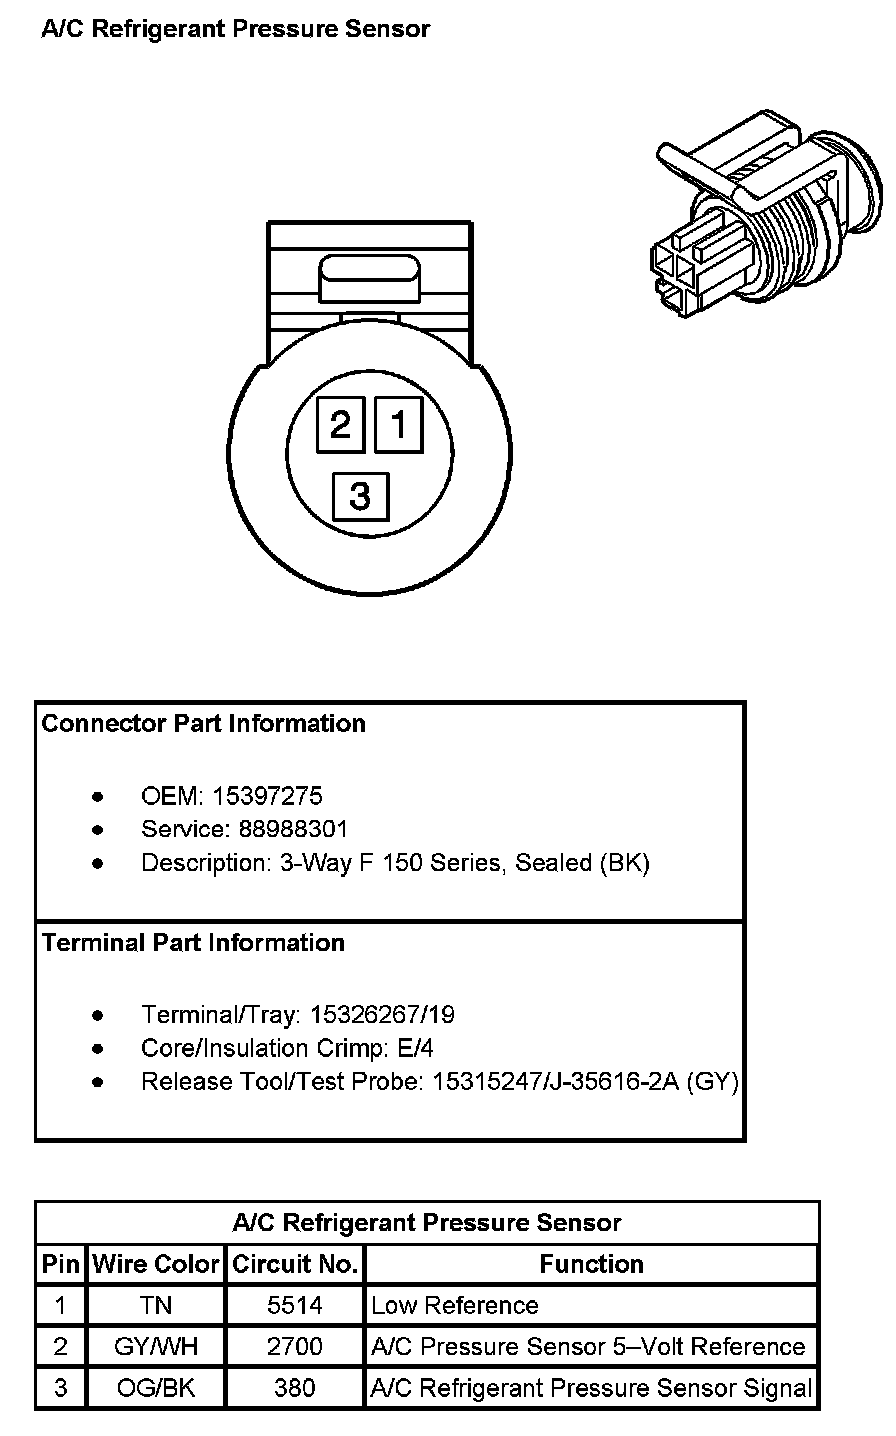 A/C Refrigerant Pressure Sensor
2 1
3
Connector Part Information
• OEM: 15397275
• Service: 88988301
• Description: 3-Way F 150 Series, Sealed (BK)
Terminal Part Information
• Terminal/Tray: 15326267/19
• Core/Insulation Crimp: E/4
• Release Tool/Test Probe: 15315247/J-35616-2A (GY)
A/C Refrigerant Pressure Sensor
Pin Wire Color Circuit No. Function
1 TN 5514 Low Reference
2 GY/WH 2700 A/C Pressure Sensor 5–Volt Reference
3 OG/BK 380 A/C Refrigerant Pressure Sensor Signal